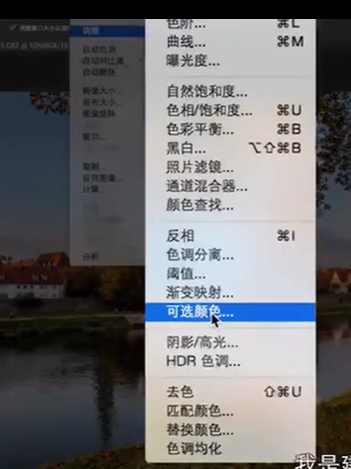 调整
自动色调
自动对比度
自动颜色
图像大小...
画布大小...
图像旋转
裁剪
计算...
分析
色阶... ⌘L
曲线... ⌘M
曝光度...
自然饱和度...
色相/饱和度... ⌘U
色彩平衡... ⌘B
黑白... ⌥⇧⌘B
照片滤镜...
通道混合器...
颜色查找...
反相 ⌘I
色调分离...
阈值...
渐变映射...
可选颜色...
阴影/高光...
HDR 色调...
去色 ⇧⌘U
匹配颜色...
替换颜色...
色调均化
我是